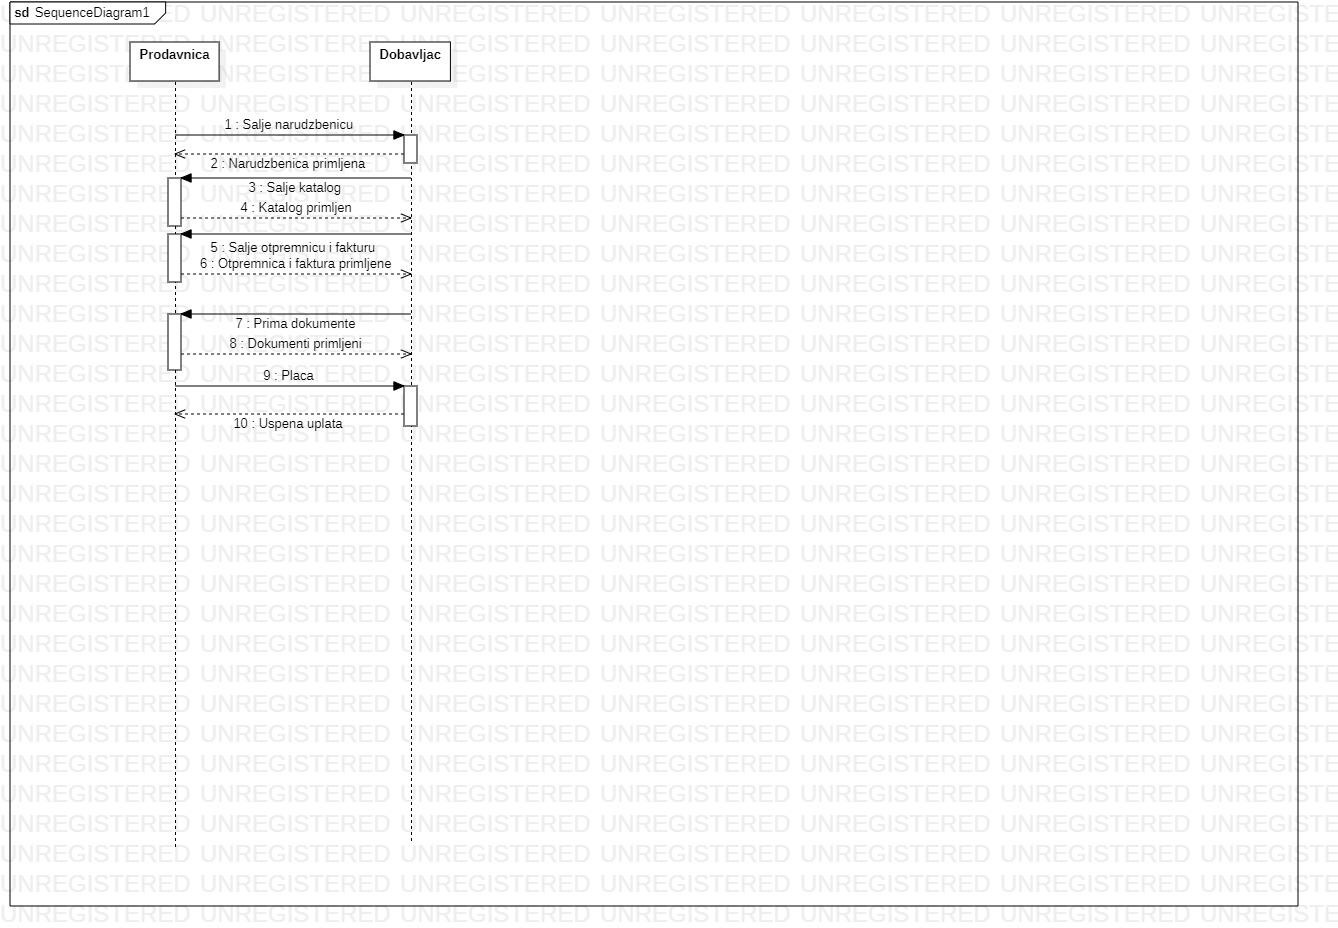 sd SequenceDiagram1
Prodavnica
Dobavljac
1 : Salje narudzbenicu
2 : Narudzbenica primljena
3 : Salje katalog
4 : Katalog primljen
5 : Salje otpremnicu i fakturu
6 : Otpremnica i faktura primljene
7 : Prima dokumente
8 : Dokumenti primljeni
9 : Placa
10 : Uspena uplata
UNREGISTERED